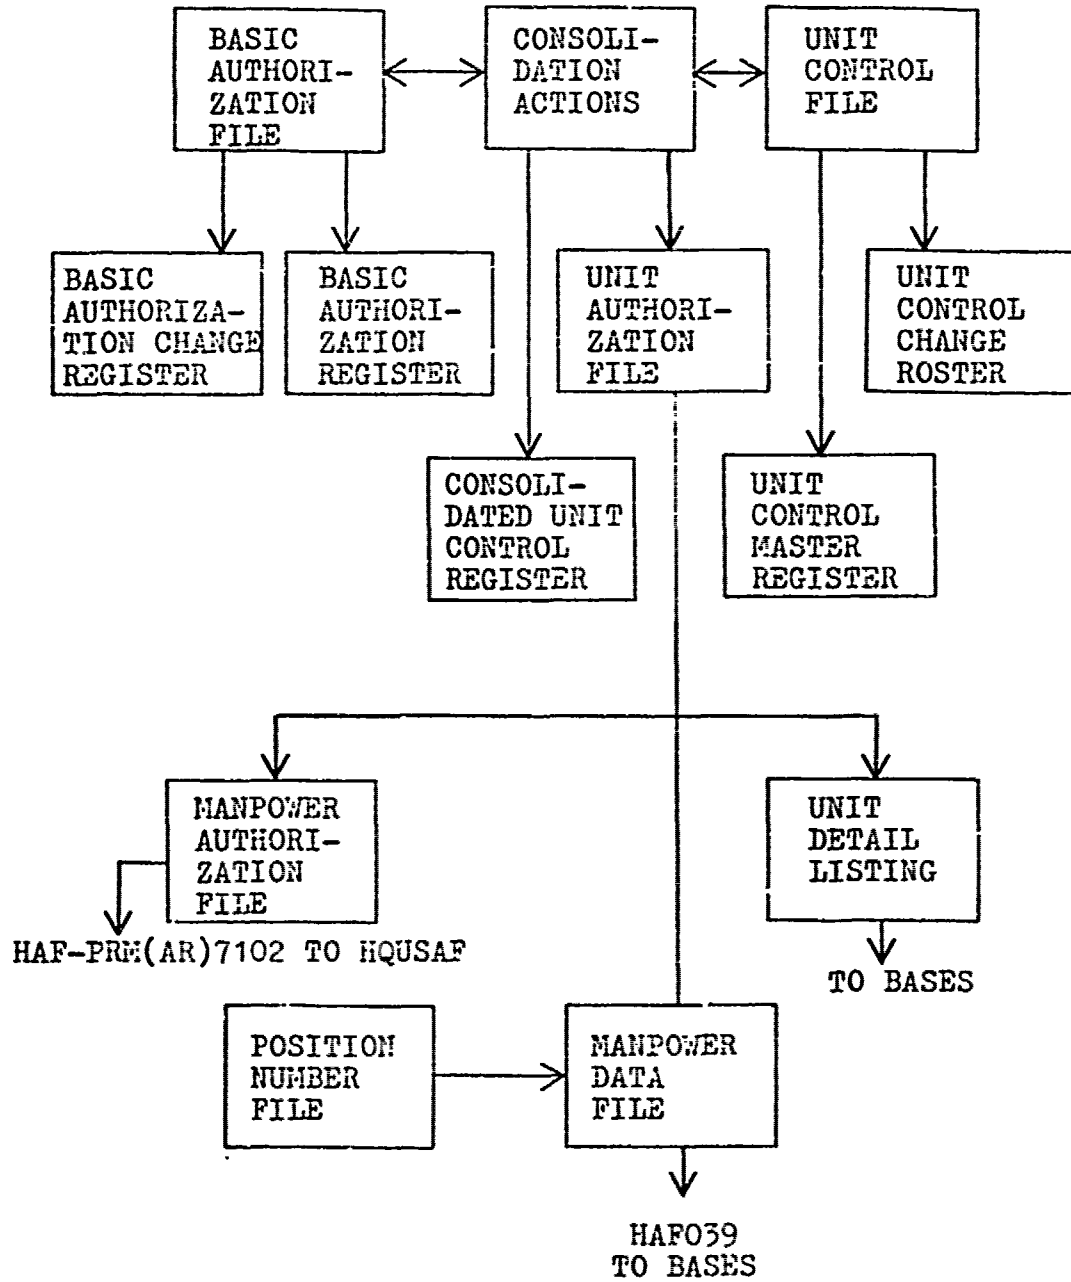 BASIC
AUTHORI-
ZATION
FILE
CONSOLI-
DATION
ACTIONS
UNIT
CONTROL
FILE
BASIC
AUTHORIZA-
TION CHANGE
REGISTER
BASIC
AUTHORI-
ZATION
REGISTER
UNIT
AUTHORI-
ZATION
FILE
UNIT
CONTROL
CHANGE
ROSTER
CONSOLI-
DATED UNIT
CONTROL
REGISTER
UNIT
CONTROL
MASTER
REGISTER
MANPOWER
AUTHORI-
ZATION
FILE
UNIT
DETAIL
LISTING
HAF-PRM(AR)7102 TO HQUSAF
TO BASES
POSITION
NUMBER
FILE
MANPOWER
DATA
FILE
HAFO39
TO BASES